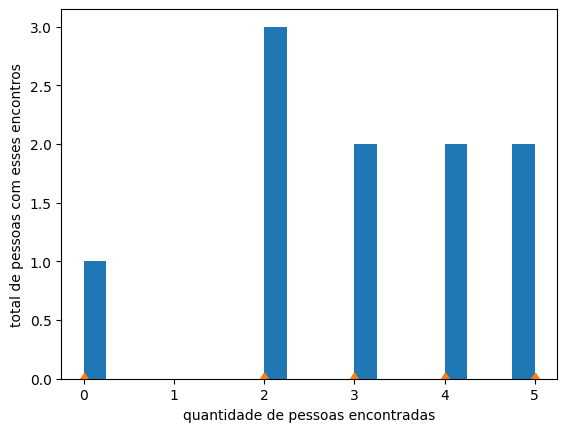 total de pessoas com esses encontros
3.0
2.5
2.0
1.5
1.0
0.5
0.0
0 1 2 3 4 5
quantidade de pessoas encontradas